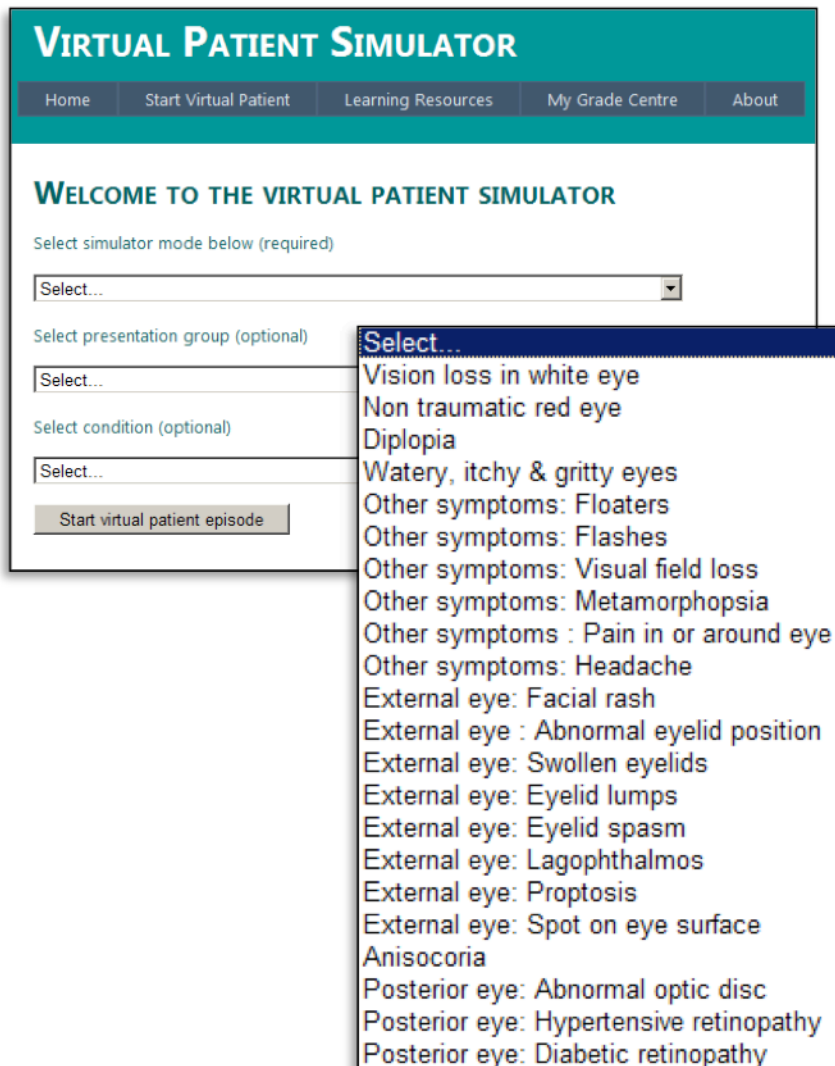 VIRTUAL PATIENT SIMULATOR
Home Start Virtual Patient Learning Resources My Grade Centre About
WELCOME TO THE VIRTUAL PATIENT SIMULATOR
Select simulator mode below (required)
Select...
Select presentation group (optional)
Select...
Select condition (optional)
Select...
Start virtual patient episode
Select...
Vision loss in white eye
Non traumatic red eye
Diplopia
Watery, itchy & gritty eyes
Other symptoms: Floaters
Other symptoms: Flashes
Other symptoms: Visual field loss
Other symptoms: Metamorphopsia
Other symptoms : Pain in or around eye
Other symptoms: Headache
External eye: Facial rash
External eye : Abnormal eyelid position
External eye: Swollen eyelids
External eye: Eyelid lumps
External eye: Eyelid spasm
External eye: Lagophthalmos
External eye: Proptosis
External eye: Spot on eye surface
Anisocoria
Posterior eye: Abnormal optic disc
Posterior eye: Hypertensive retinopathy
Posterior eye: Diabetic retinopathy